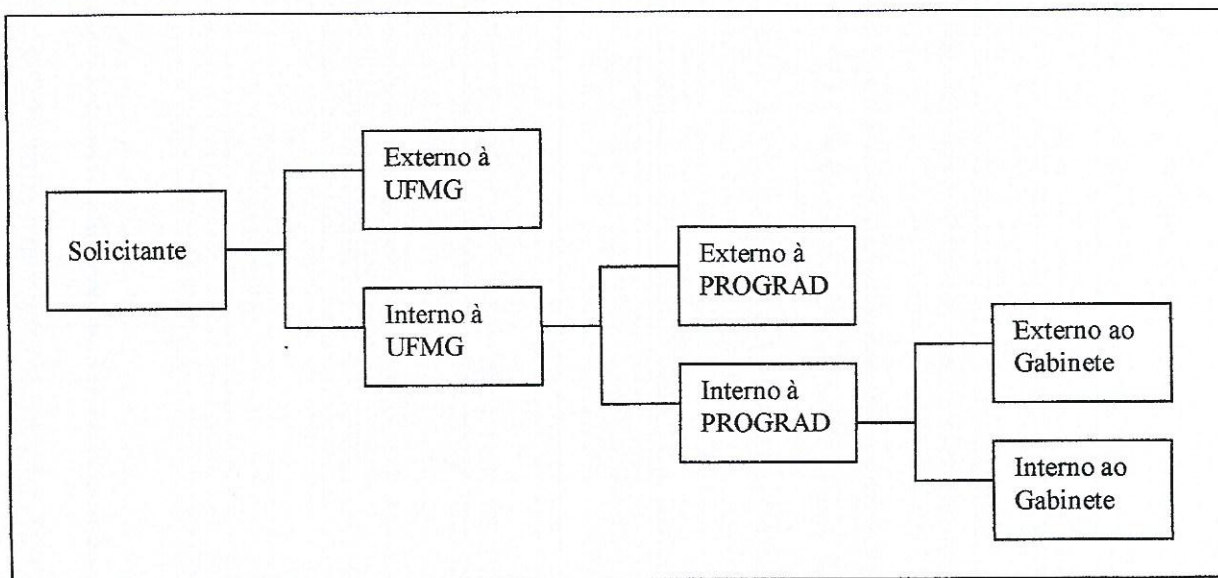 Solicitante
Externo à
UFMG
Interno à
UFMG
Externo à
PROGRAD
Interno à
PROGRAD
Externo ao
Gabinete
Interno ao
Gabinete